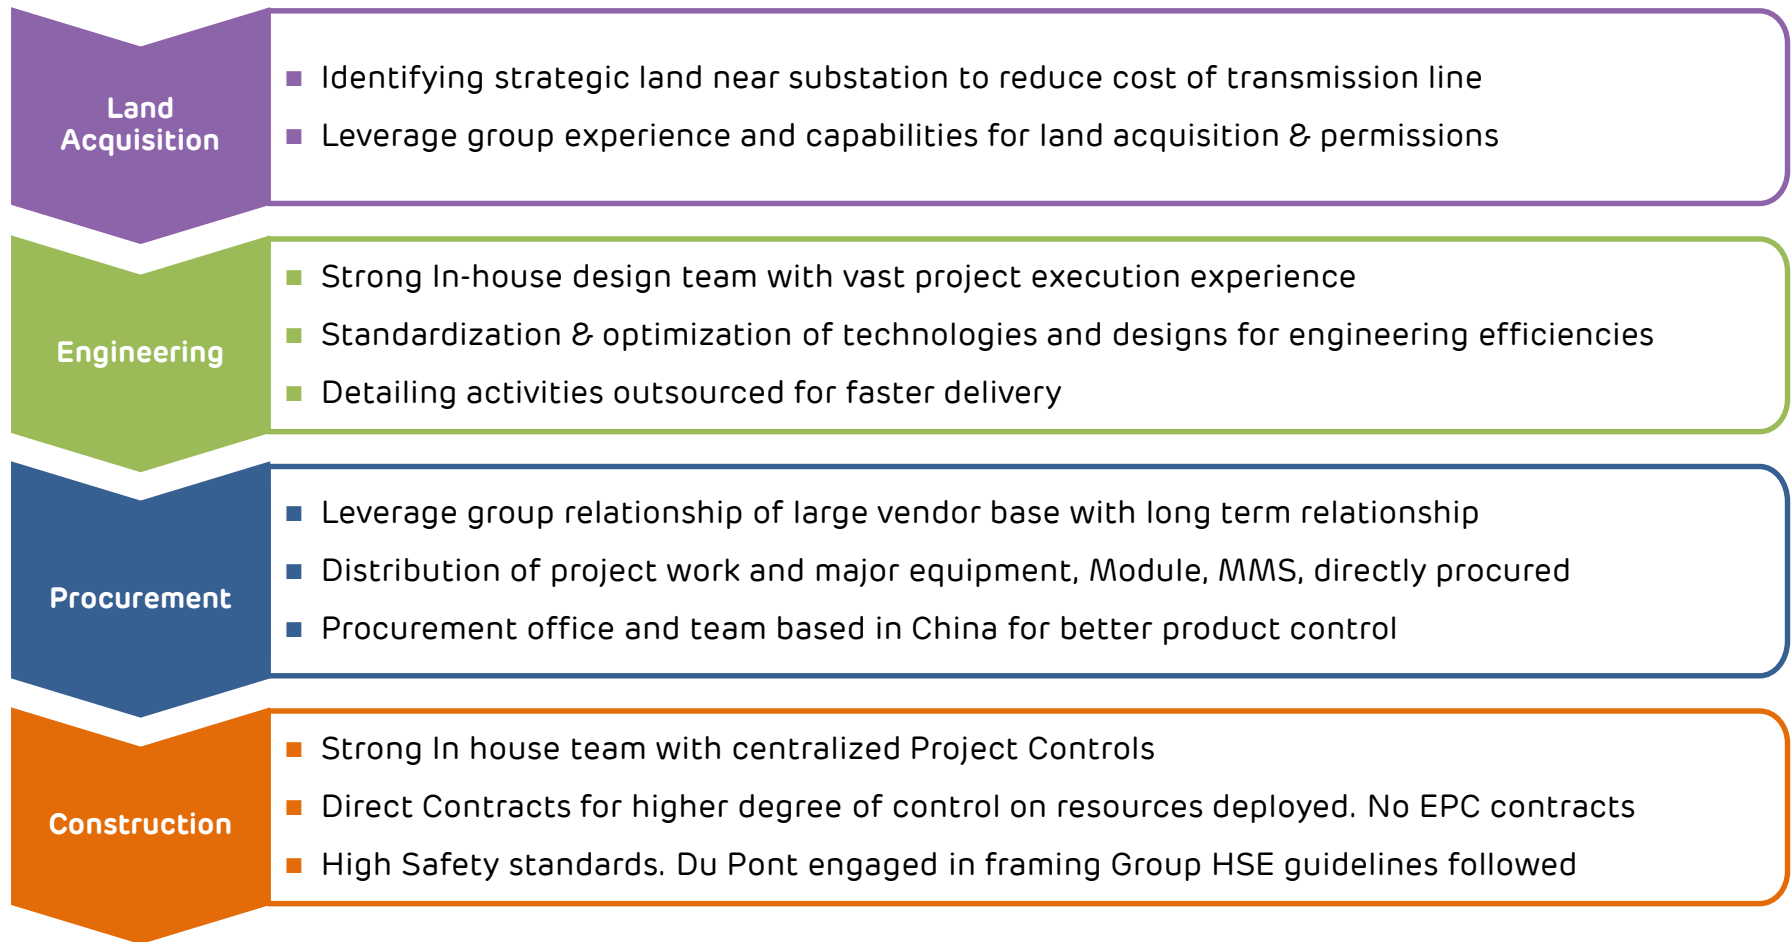 Land
Acquisition
■ Identifying strategic land near substation to reduce cost of transmission line
■ Leverage group experience and capabilities for land acquisition & permissions
Engineering
■ Strong In-house design team with vast project execution experience
■ Standardization & optimization of technologies and designs for engineering efficiencies
■ Detailing activities outsourced for faster delivery
Procurement
■ Leverage group relationship of large vendor base with long term relationship
■ Distribution of project work and major equipment, Module, MMS, directly procured
■ Procurement office and team based in China for better product control
Construction
■ Strong In house team with centralized Project Controls
■ Direct Contracts for higher degree of control on resources deployed. No EPC contracts
■ High Safety standards. Du Pont engaged in framing Group HSE guidelines followed